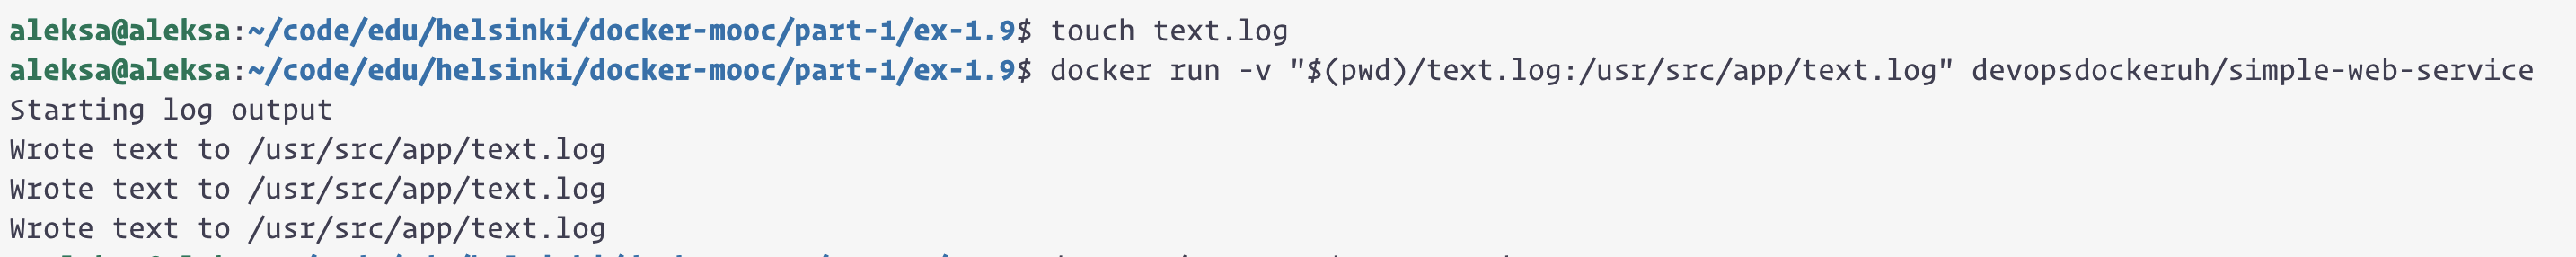 aleksa@aleksa:~/code/edu/helsinki/docker-mooc/part-1/ex-1.9$ touch text.log
aleksa@aleksa:~/code/edu/helsinki/docker-mooc/part-1/ex-1.9$ docker run -v "$(pwd)/text.log:/usr/src/app/text.log" devopsdockeruh/simple-web-service
Starting log output
Wrote text to /usr/src/app/text.log
Wrote text to /usr/src/app/text.log
Wrote text to /usr/src/app/text.log